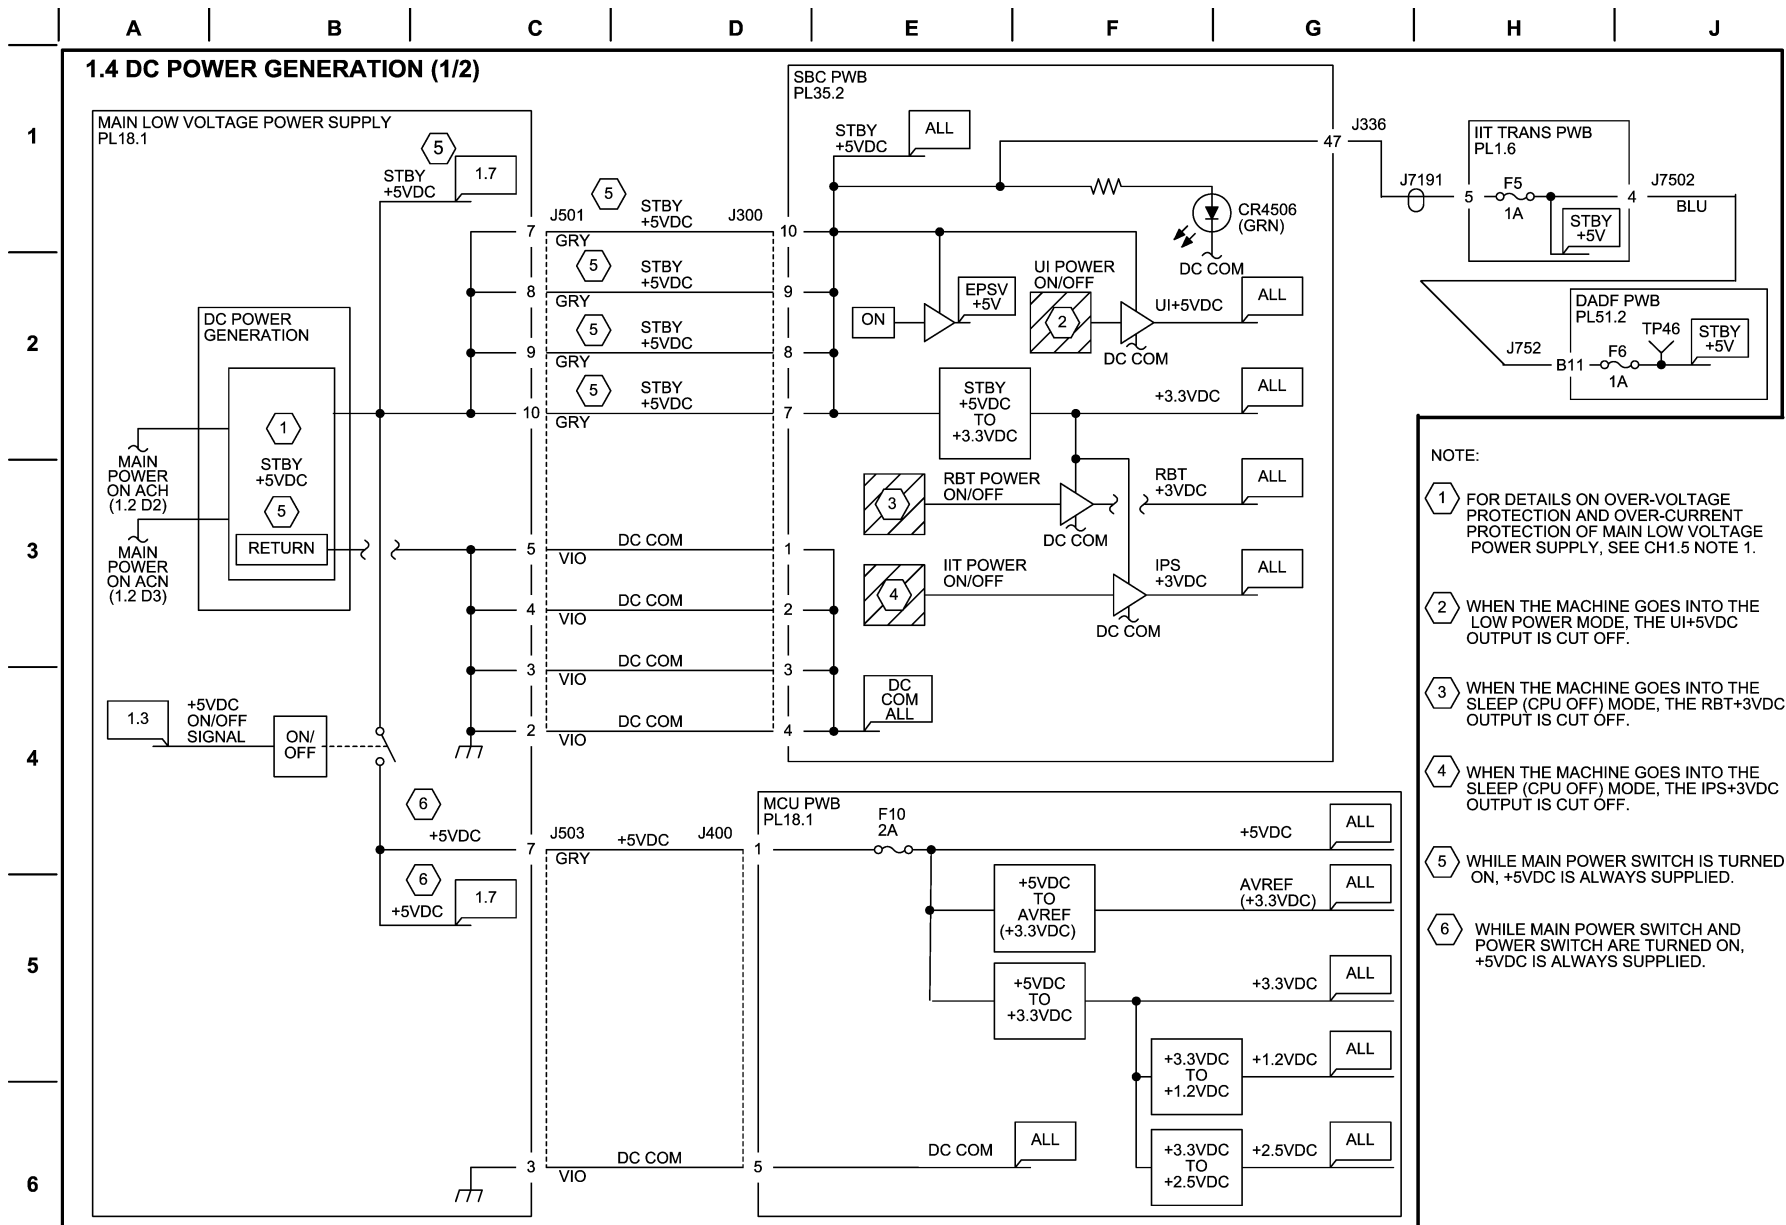 A B C D E F G H J
1.4 DC POWER GENERATION (1/2)
1
2
3
4
5
6
MAIN LOW VOLTAGE POWER SUPPLY
PL18.1
5
STBY
+5VDC
1.7
DC POWER
GENERATION
1
STBY
+5VDC
5
RETURN
MAIN
POWER
ON ACH
(1.2 D2)
MAIN
POWER
ON ACN
(1.2 D3)
1.3
+5VDC
ON/OFF
SIGNAL
ON/
OFF
6
+5VDC
6
+5VDC
1.7
J501
J300
5
STBY
+5VDC
7
GRY
10
5
STBY
+5VDC
8
GRY
9
5
STBY
+5VDC
9
GRY
8
5
STBY
+5VDC
10
GRY
7
DC COM
5
VIO
1
DC COM
4
VIO
2
DC COM
3
VIO
3
DC COM
2
VIO
4
J503
+5VDC
J400
7
GRY
1
DC COM
3
VIO
5
SBC PWB
PL35.2
STBY
+5VDC
ALL
47
J336
CR4506
(GRN)
DC COM
ON
EPSV
+5V
UI POWER
ON/OFF
2
UI+5VDC
ALL
DC COM
STBY
+5VDC
TO
+3.3VDC
+3.3VDC
ALL
3
RBT POWER
ON/OFF
RBT
+3VDC
ALL
DC COM
4
IIT POWER
ON/OFF
IPS
+3VDC
ALL
DC COM
DC
COM
ALL
MCU PWB
PL18.1
F10
2A
+5VDC
ALL
+5VDC
TO
AVREF
(+3.3VDC)
AVREF
(+3.3VDC)
ALL
+5VDC
TO
+3.3VDC
+3.3VDC
ALL
+3.3VDC
TO
+1.2VDC
+1.2VDC
ALL
+3.3VDC
TO
+2.5VDC
+2.5VDC
ALL
DC COM
ALL
J7191
IIT TRANS PWB
PL1.6
5
F5
1A
STBY
+5V
4
J7502
BLU
DADF PWB
PL51.2
J752
B11
F6
1A
TP46
STBY
+5V
NOTE:
1 FOR DETAILS ON OVER-VOLTAGE
PROTECTION AND OVER-CURRENT
PROTECTION OF MAIN LOW VOLTAGE
POWER SUPPLY, SEE CH1.5 NOTE 1.
2 WHEN THE MACHINE GOES INTO THE
LOW POWER MODE, THE UI+5VDC
OUTPUT IS CUT OFF.
3 WHEN THE MACHINE GOES INTO THE
SLEEP (CPU OFF) MODE, THE RBT+3VDC
OUTPUT IS CUT OFF.
4 WHEN THE MACHINE GOES INTO THE
SLEEP (CPU OFF) MODE, THE IPS+3VDC
OUTPUT IS CUT OFF.
5 WHILE MAIN POWER SWITCH IS TURNED
ON, +5VDC IS ALWAYS SUPPLIED.
6 WHILE MAIN POWER SWITCH AND
POWER SWITCH ARE TURNED ON,
+5VDC IS ALWAYS SUPPLIED.